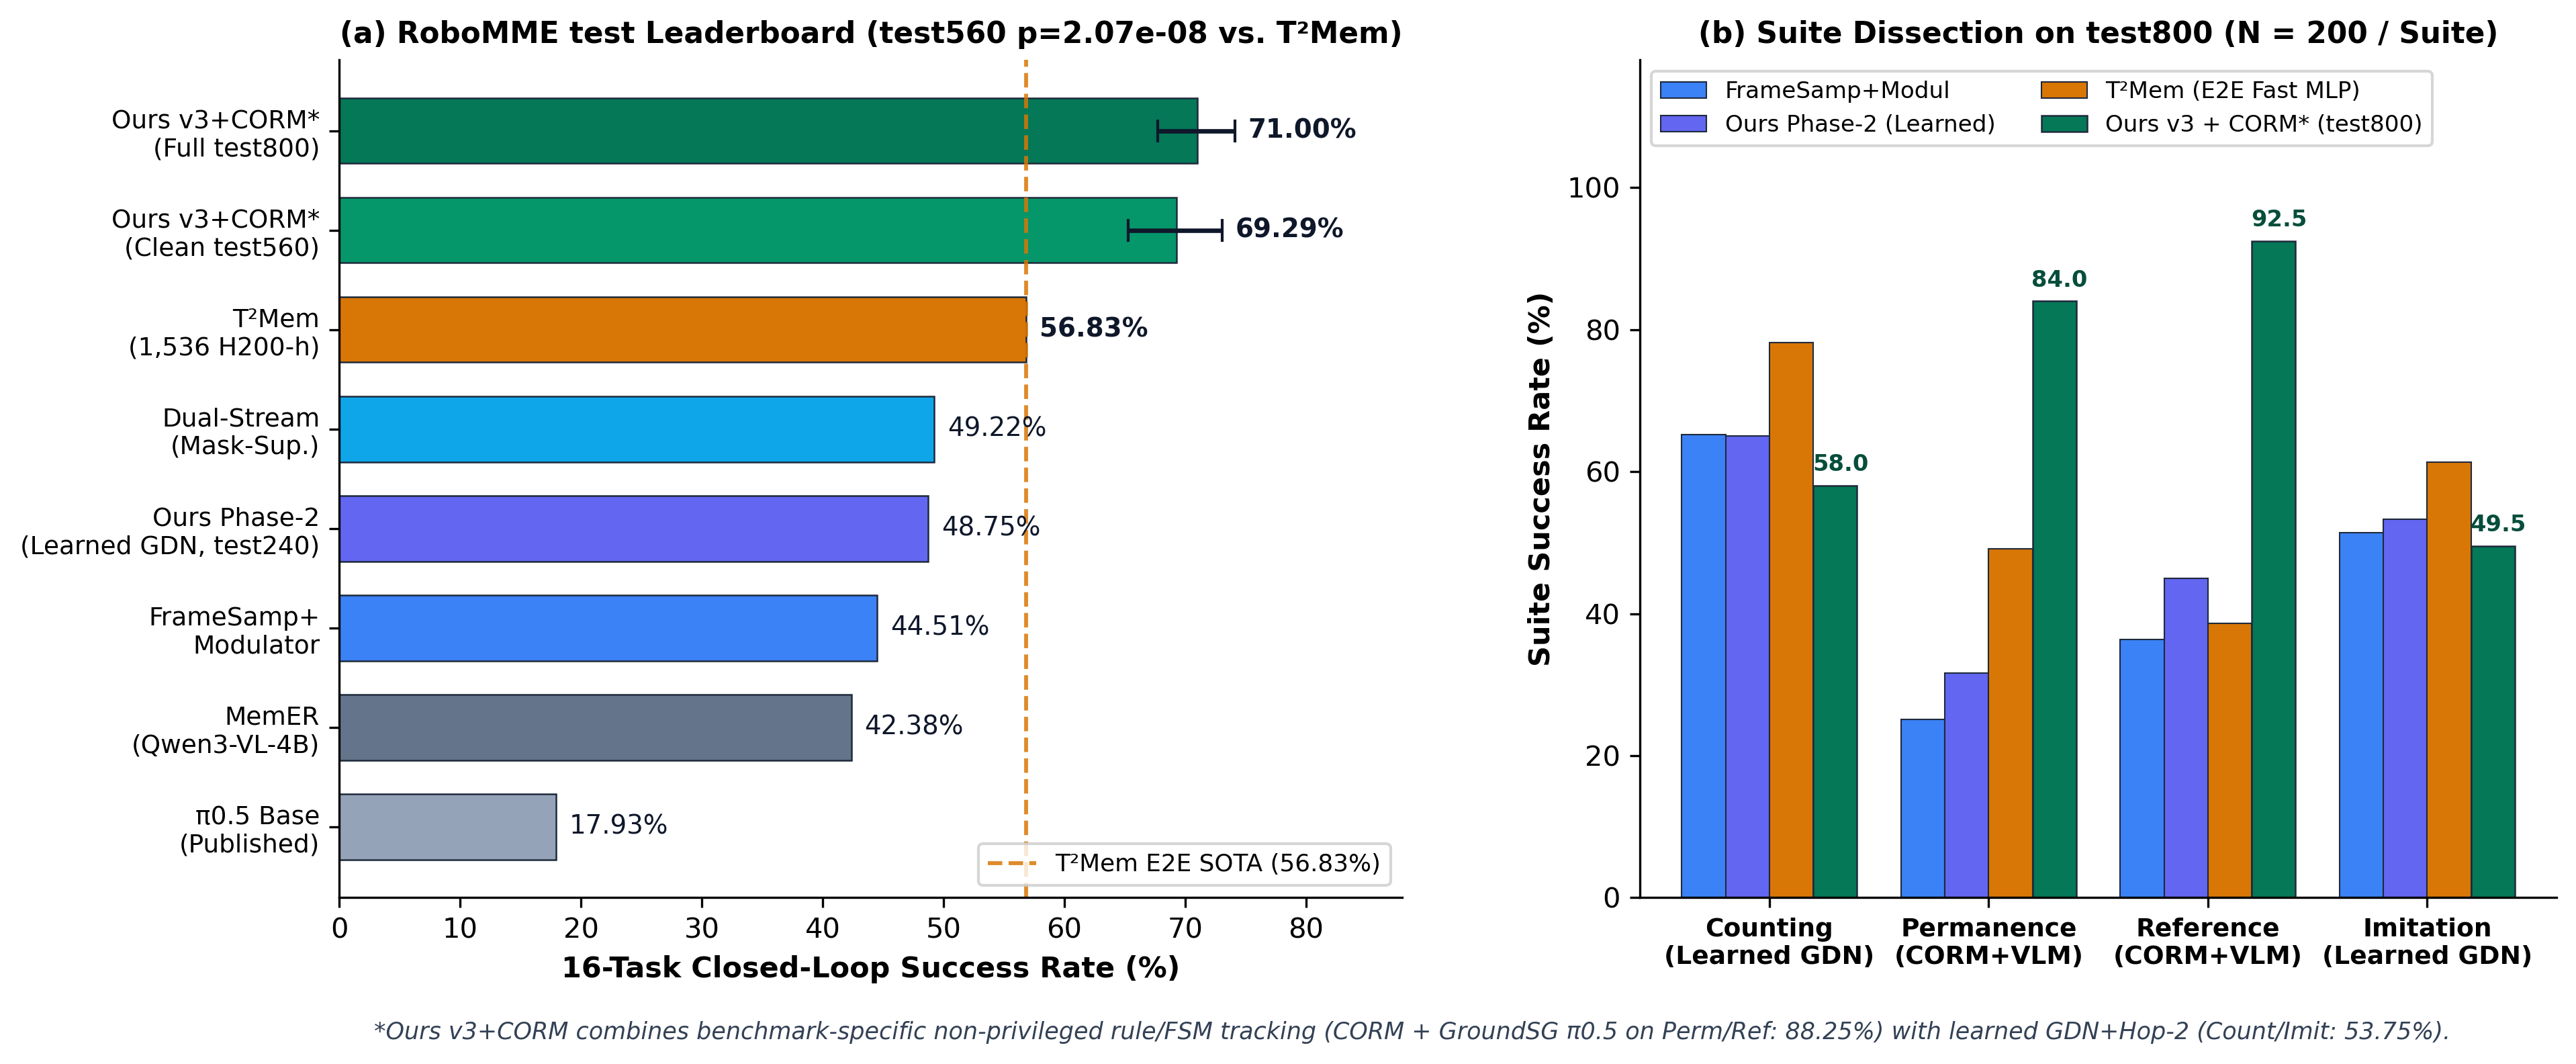 (a) RoboMME test Leaderboard (test560 p=2.07e-08 vs. T²Mem)
Ours v3+CORM*
(Full test800)
71.00%
Ours v3+CORM*
(Clean test560)
69.29%
T²Mem
(1,536 H200-h)
56.83%
Dual-Stream
(Mask-Sup.)
49.22%
Ours Phase-2
(Learned GDN, test240)
48.75%
FrameSamp+
Modulator
44.51%
MemER
(Qwen3-VL-4B)
42.38%
π0.5 Base
(Published)
17.93%
T²Mem E2E SOTA (56.83%)
0 10 20 30 40 50 60 70 80
16-Task Closed-Loop Success Rate (%)
(b) Suite Dissection on test800 (N = 200 / Suite)
FrameSamp+Modul
Ours Phase-2 (Learned)
T²Mem (E2E Fast MLP)
Ours v3 + CORM* (test800)
Suite Success Rate (%)
100
80
60
40
20
0
58.0
84.0
92.5
49.5
Counting
(Learned GDN)
Permanence
(CORM+VLM)
Reference
(CORM+VLM)
Imitation
(Learned GDN)
*Ours v3+CORM combines benchmark-specific non-privileged rule/FSM tracking (CORM + GroundSG π0.5 on Perm/Ref: 88.25%) with learned GDN+Hop-2 (Count/Imit: 53.75%).